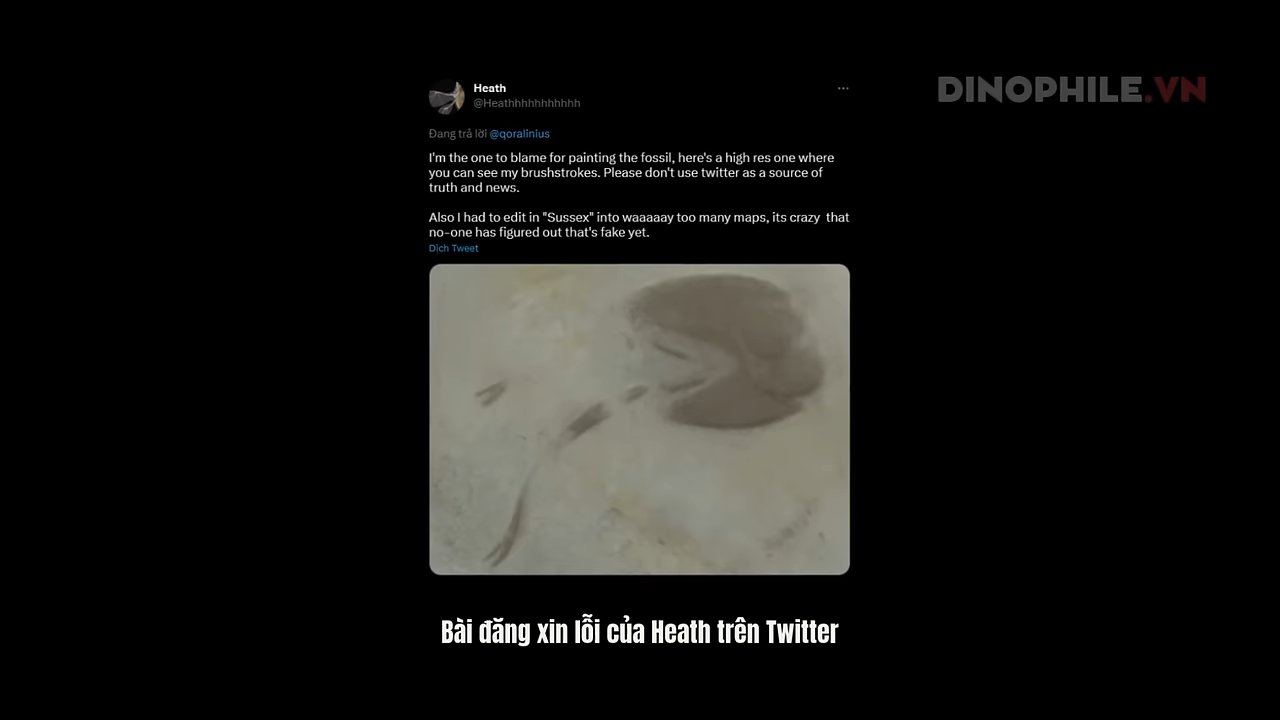 DINOPHILE.VN
Heath
@Heathhhhhhhhhhh
Đang trả lời @qoralinius
I'm the one to blame for painting the fossil, here's a high res one where
you can see my brushstrokes. Please don't use twitter as a source of
truth and news.
Also I had to edit in "Sussex" into waaaaay too many maps, its crazy that
no-one has figured out that's fake yet.
Dịch Tweet
Bài đăng xin lỗi của Heath trên Twitter